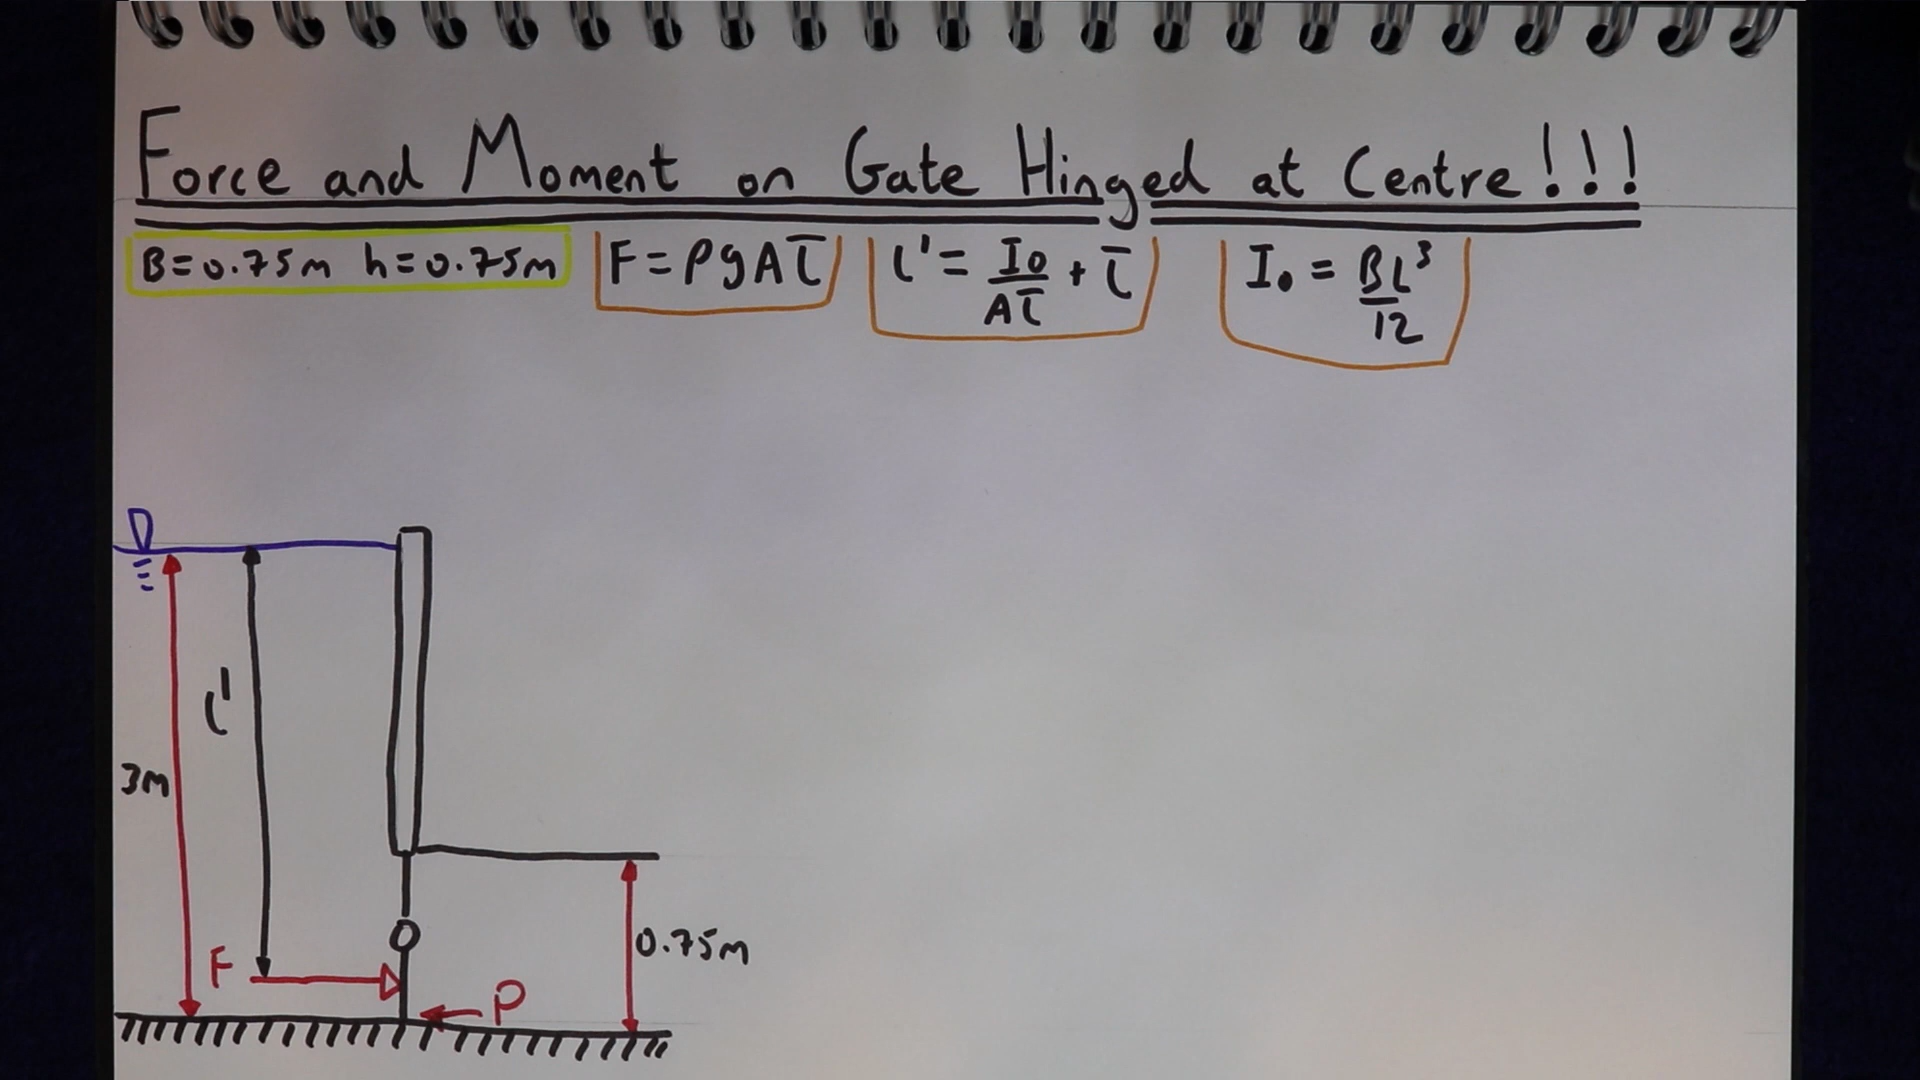 Force and Moment on Gate Hinged at Centre!!!
B=0.75m h=0.75m F=ρgAl̅ l'=I₀/Al̅ + l̅ I₀=BL³/12
l'
3m
0.75m
F
P